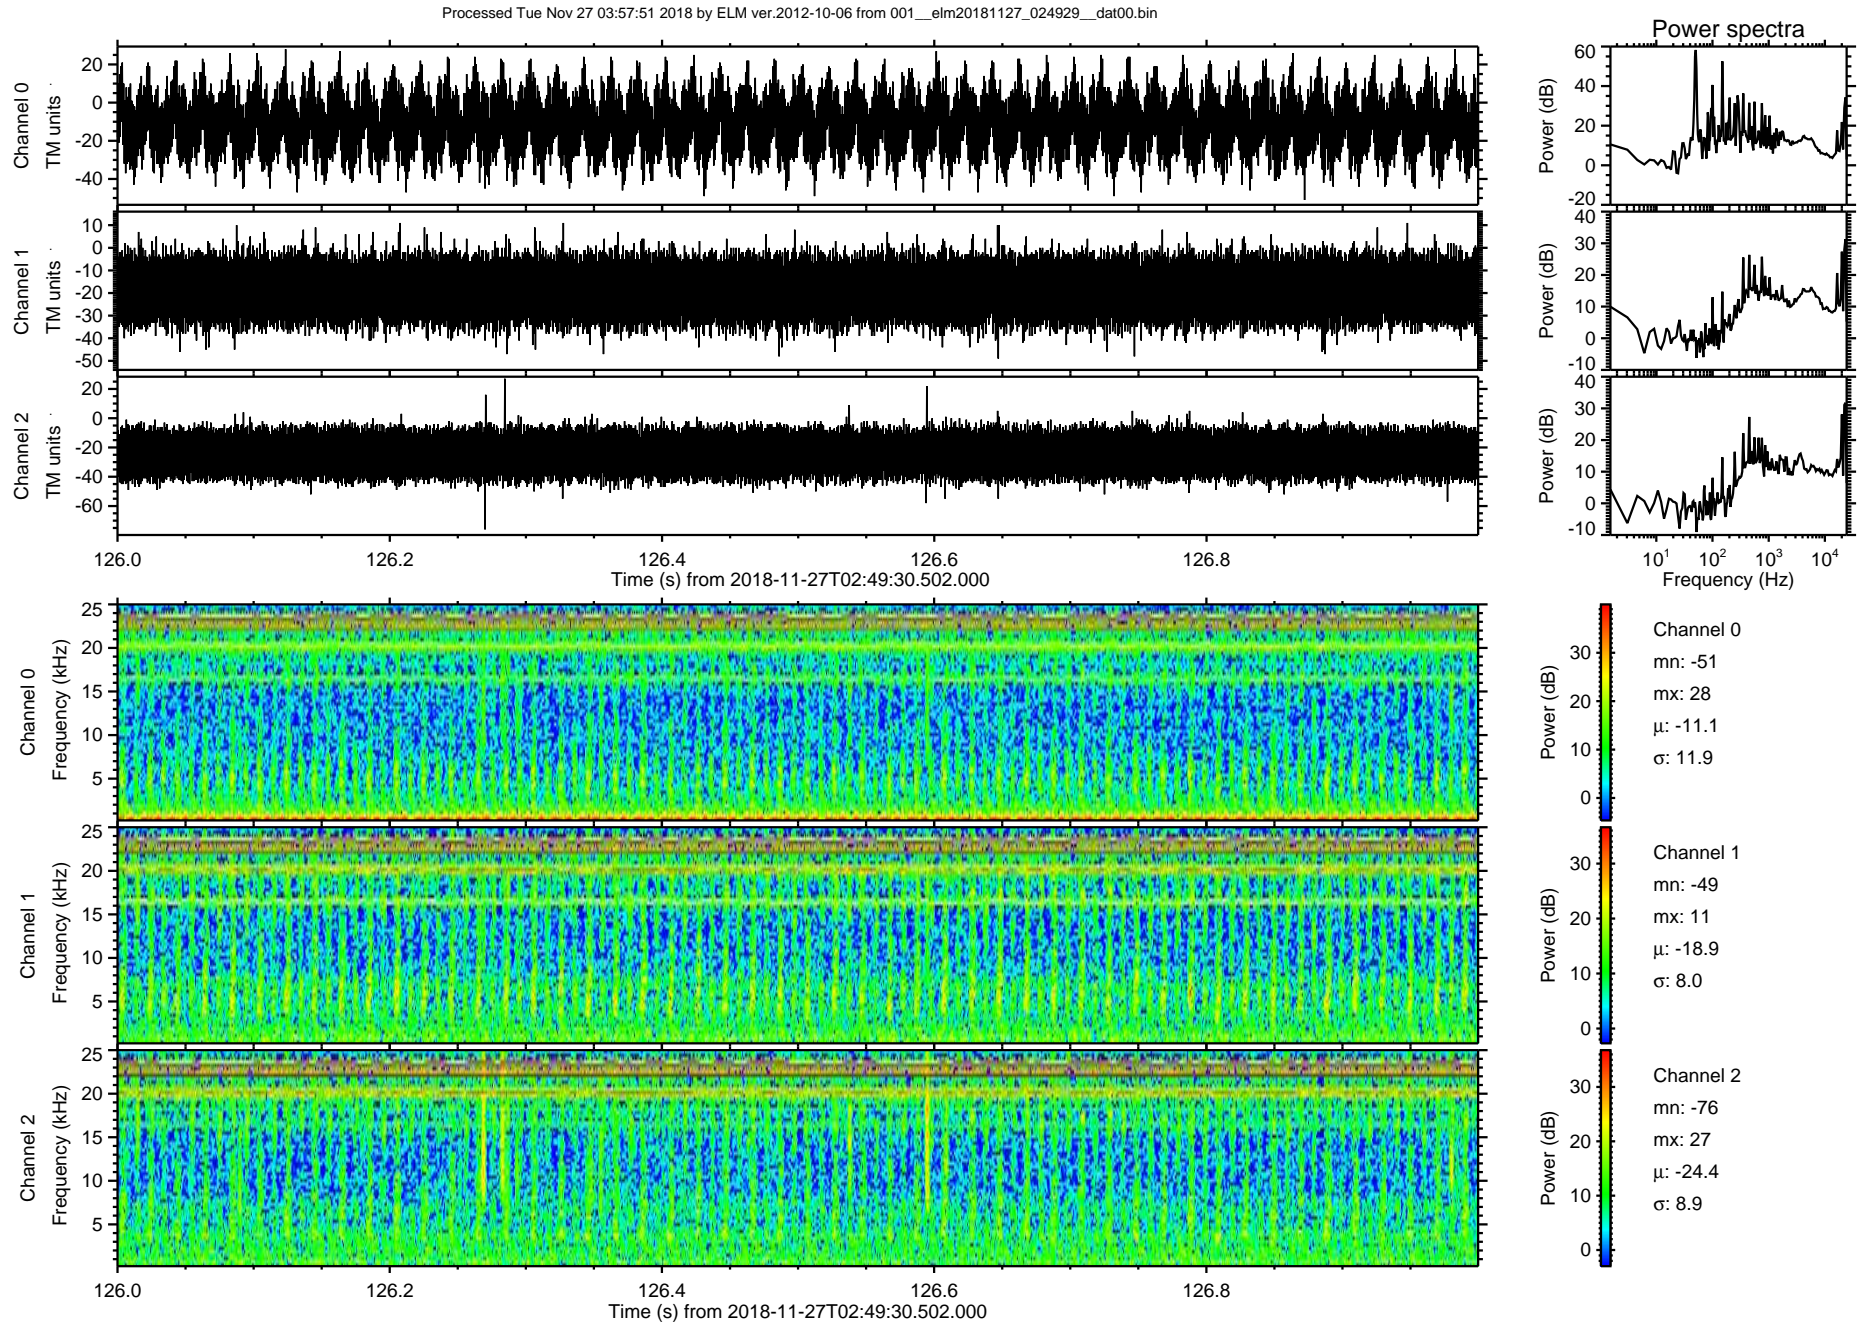 Processed Tue Nov 27 03:57:51 2018 by ELM ver.2012-10-06 from 001__elm20181127_024929__dat00.bin
Power spectra
Channel 0
TM units
20
0
-20
-40
Power (dB)
60
40
20
0
-20
Channel 1
TM units
10
0
-10
-20
-30
-40
-50
Power (dB)
40
30
20
10
0
-10
Channel 2
TM units
20
0
-20
-40
-60
Power (dB)
40
30
20
10
0
-10
126.0 126.2 126.4 126.6 126.8
Time (s) from 2018-11-27T02:49:30.502.000
10¹ 10² 10³ 10⁴
Frequency (Hz)
Channel 0
Frequency (kHz)
25
20
15
10
5
Power (dB)
30
20
10
0
Channel 0
mn: -51
mx: 28
μ: -11.1
σ: 11.9
Channel 1
Frequency (kHz)
25
20
15
10
5
Power (dB)
30
20
10
0
Channel 1
mn: -49
mx: 11
μ: -18.9
σ: 8.0
Channel 2
Frequency (kHz)
25
20
15
10
5
Power (dB)
30
20
10
0
Channel 2
mn: -76
mx: 27
μ: -24.4
σ: 8.9
126.0 126.2 126.4 126.6 126.8
Time (s) from 2018-11-27T02:49:30.502.000